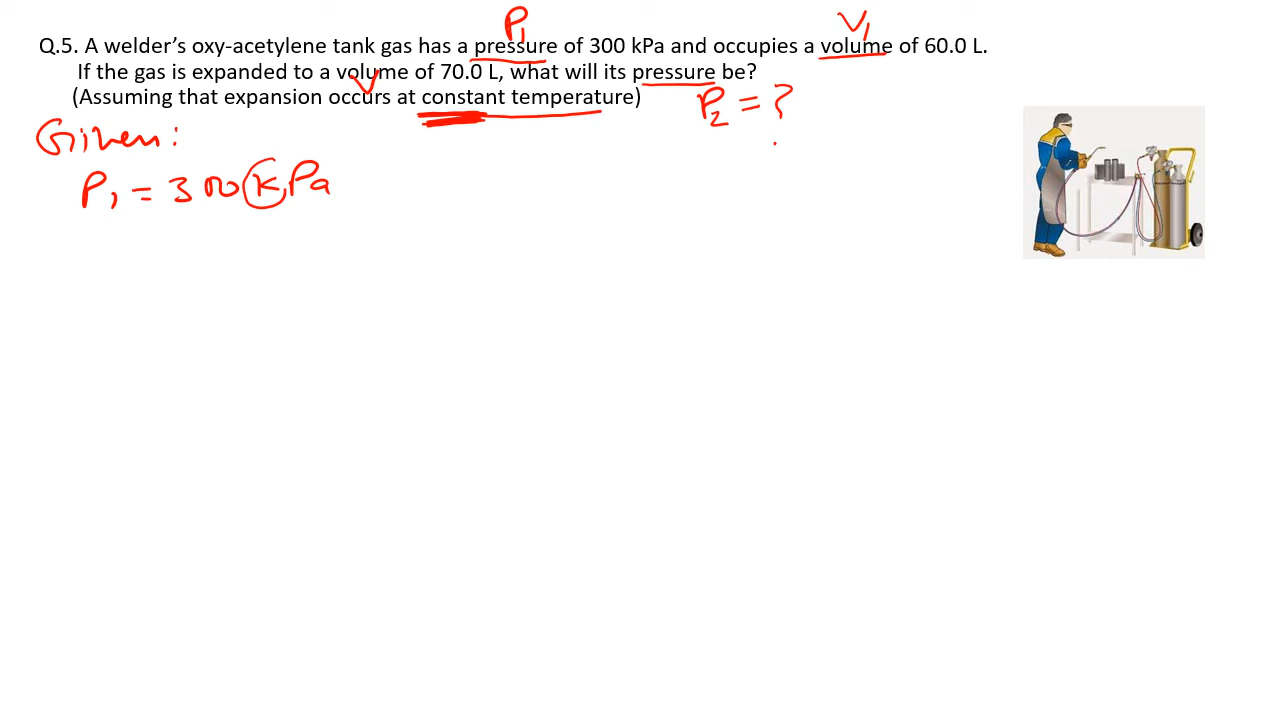 P1
V1
Q.5. A welder’s oxy-acetylene tank gas has a pressure of 300 kPa and occupies a volume of 60.0 L.
If the gas is expanded to a volume of 70.0 L, what will its pressure be?
V
(Assuming that expansion occurs at constant temperature)
P2 = ?
Given:
P1 = 300 kPa